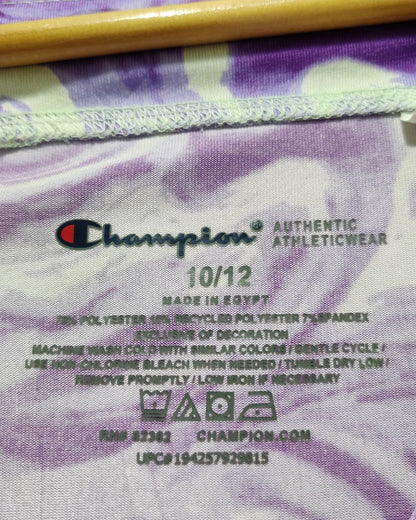 Champion® AUTHENTIC ATHLETICWEAR
10/12
MADE IN EGYPT
POLYESTER RECYCLED POLYESTER 7% SPANDEX
EXCLUSIVE OF DECORATION
MACHINE WASH COLD WITH SIMILAR COLORS / GENTLE CYCLE /
USE NON-CHLORINE BLEACH WHEN NEEDED / TUMBLE DRY LOW /
REMOVE PROMPTLY / LOW IRON IF NECESSARY
RN# 82382 CHAMPION.COM
UPC# 194257929815